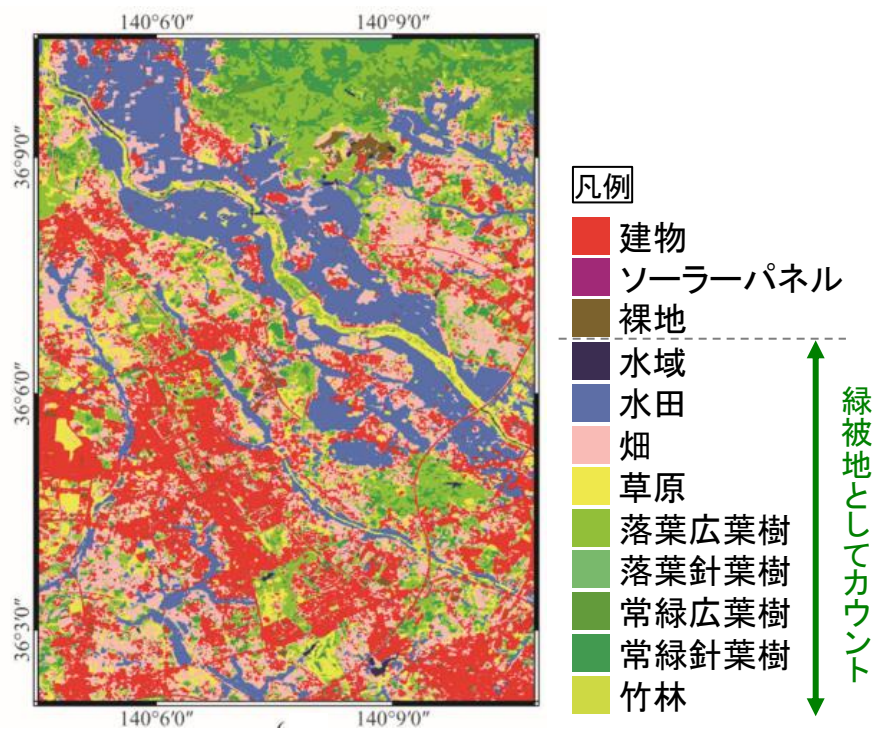 140°6′0″ 140°9′0″
36°9′0″
36°6′0″
36°3′0″
140°6′0″ 140°9′0″
凡例
建物
ソーラーパネル
裸地
水域
水田
畑
草原
落葉広葉樹
落葉針葉樹
常緑広葉樹
常緑針葉樹
竹林
緑被地としてカウント